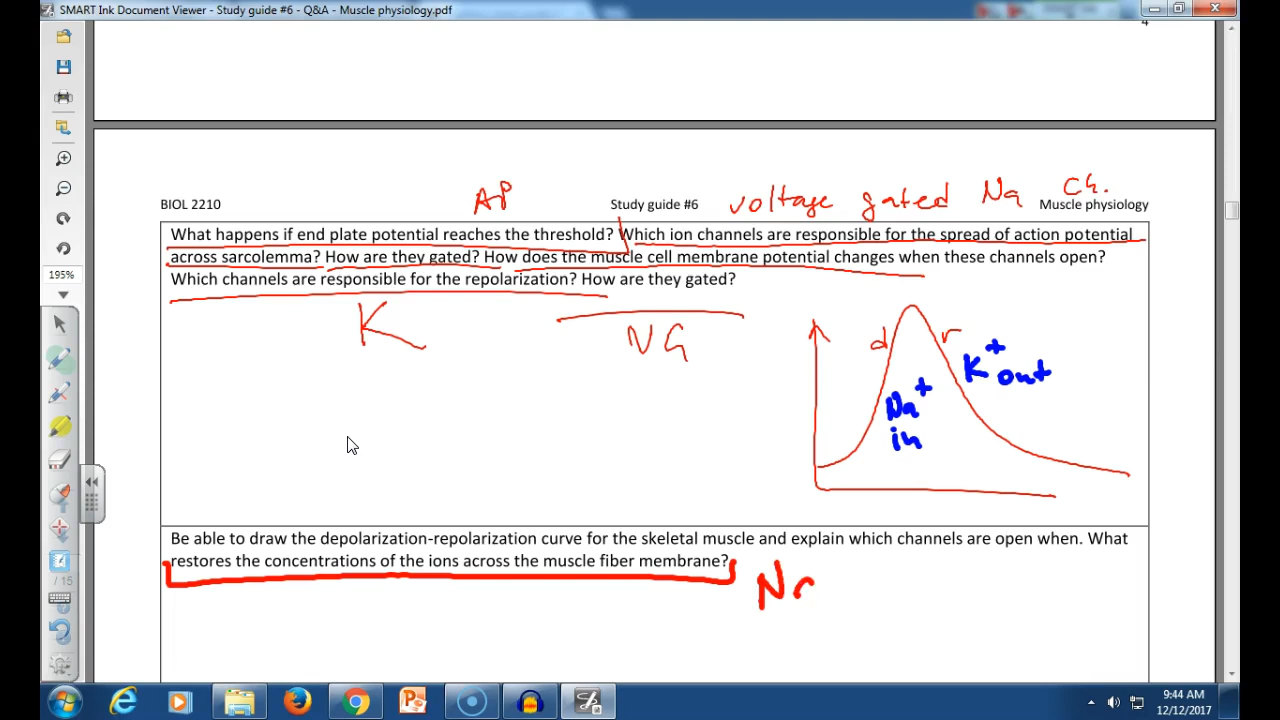 SMART Ink Document Viewer - Study guide #6 - Q&A - Muscle physiology.pdf
4
AP voltage gated Na Ch.
BIOL 2210 Study guide #6 Muscle physiology
What happens if end plate potential reaches the threshold? Which ion channels are responsible for the spread of action potential
across sarcolemma? How are they gated? How does the muscle cell membrane potential changes when these channels open?
Which channels are responsible for the repolarization? How are they gated?
K VG
d r
K+ out
Na+
in
Be able to draw the depolarization-repolarization curve for the skeletal muscle and explain which channels are open when. What
restores the concentrations of the ions across the muscle fiber membrane?
195%
/ 15
9:44 AM
12/12/2017